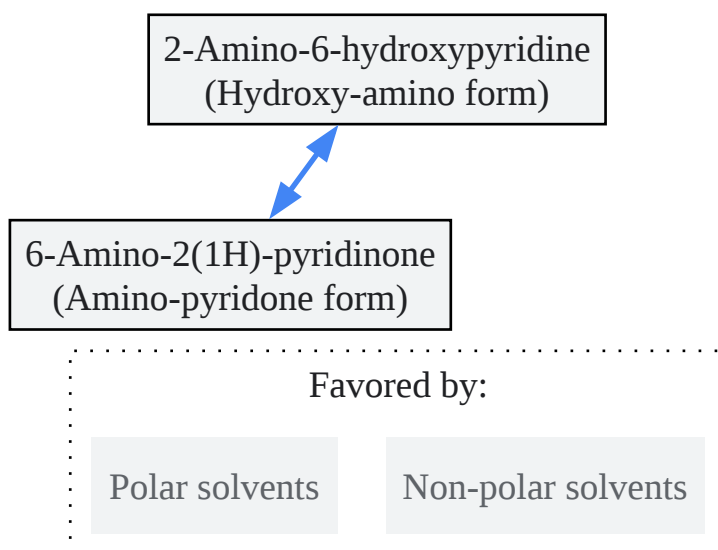 2-Amino-6-hydroxypyridine
(Hydroxy-amino form)
6-Amino-2(1H)-pyridinone
(Amino-pyridone form)
Favored by:
Polar solvents
Non-polar solvents